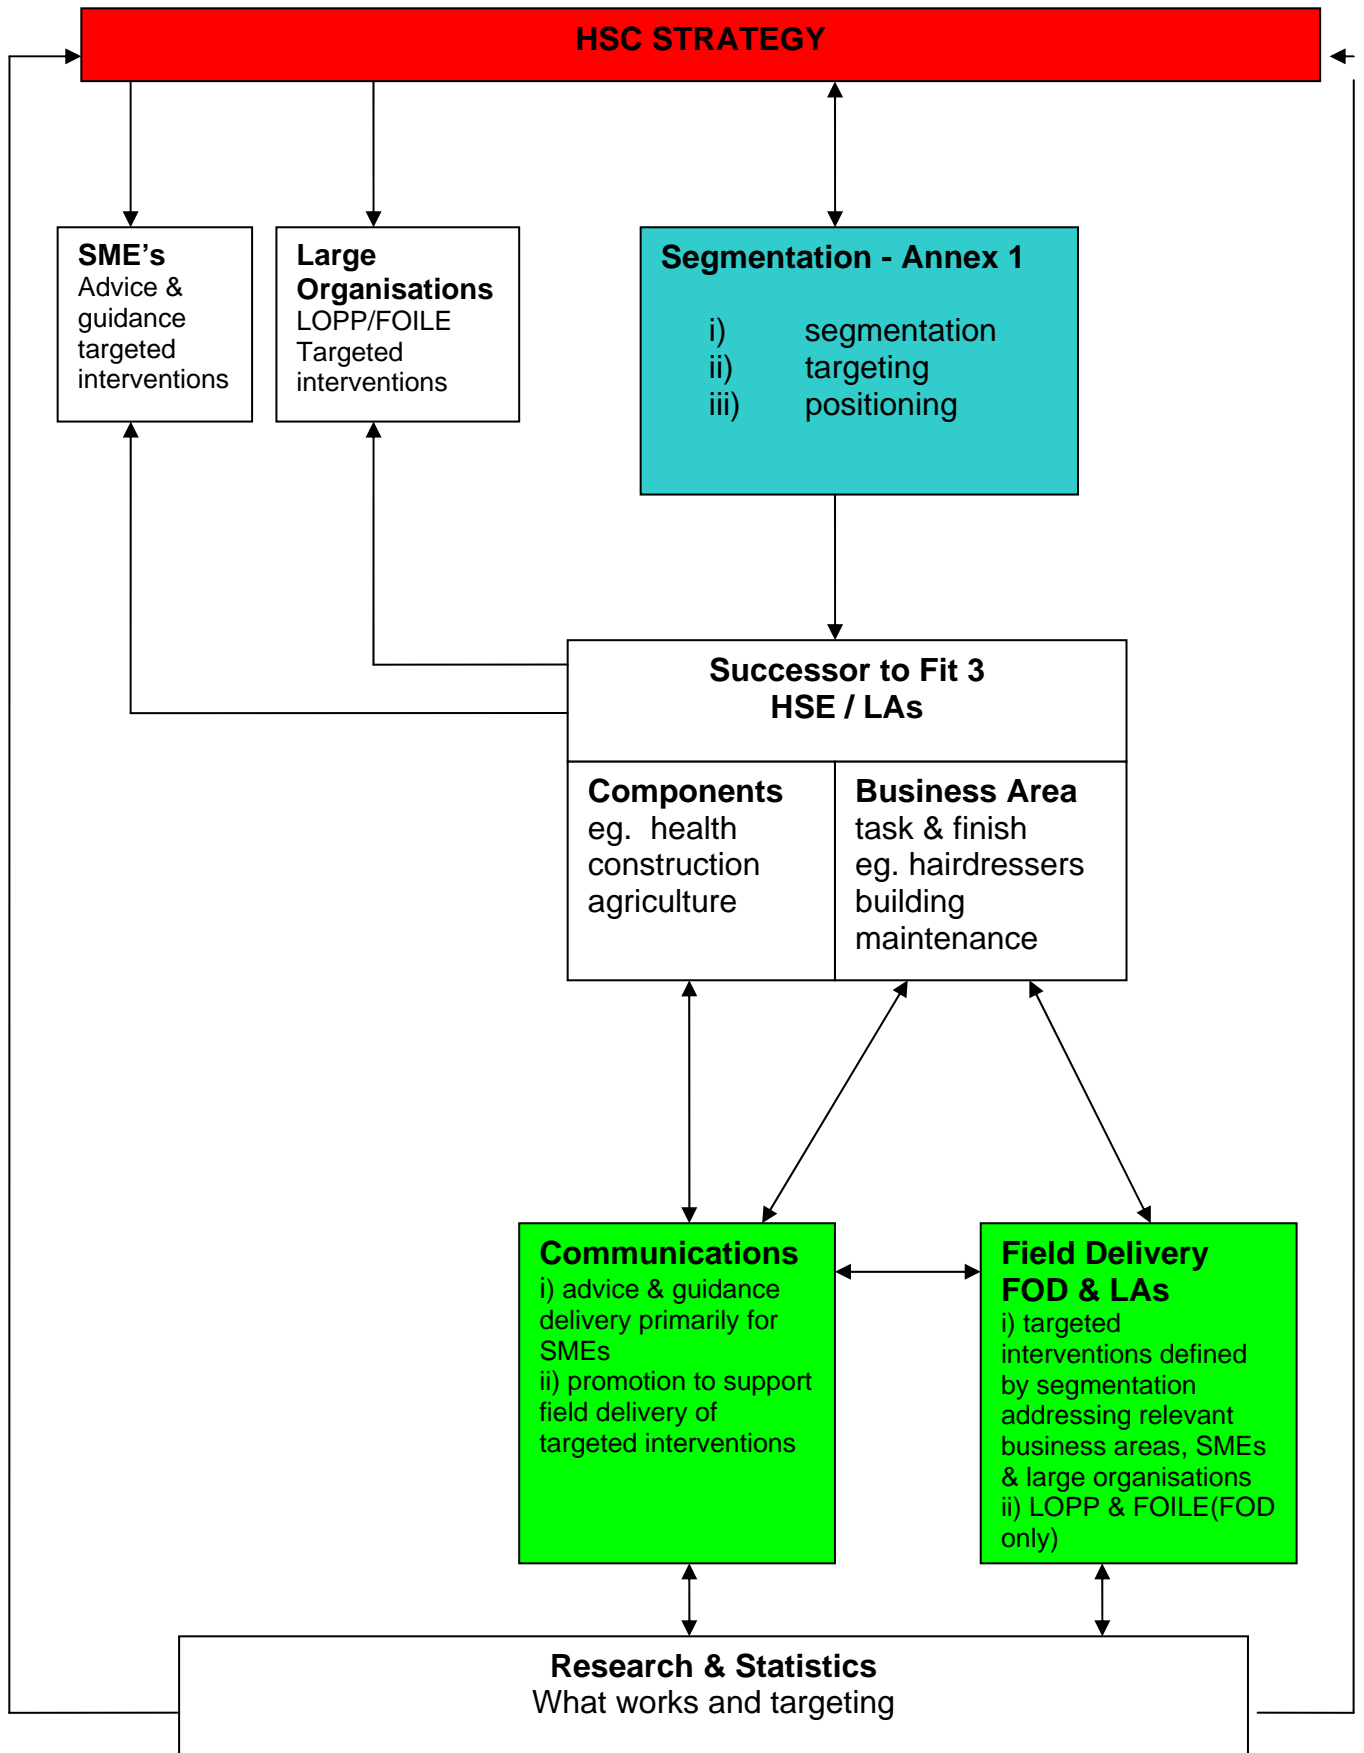 HSC STRATEGY
SME's
Advice &
guidance
targeted
interventions
Large
Organisations
LOPP/FOILE
Targeted
interventions
Segmentation - Annex 1
i) segmentation
ii) targeting
iii) positioning
Successor to Fit 3
HSE / LAs
Components
eg. health
construction
agriculture
Business Area
task & finish
eg. hairdressers
building
maintenance
Communications
i) advice & guidance
delivery primarily for
SMEs
ii) promotion to support
field delivery of
targeted interventions
Field Delivery
FOD & LAs
i) targeted
interventions defined
by segmentation
addressing relevant
business areas, SMEs
& large organisations
ii) LOPP & FOILE(FOD
only)
Research & Statistics
What works and targeting